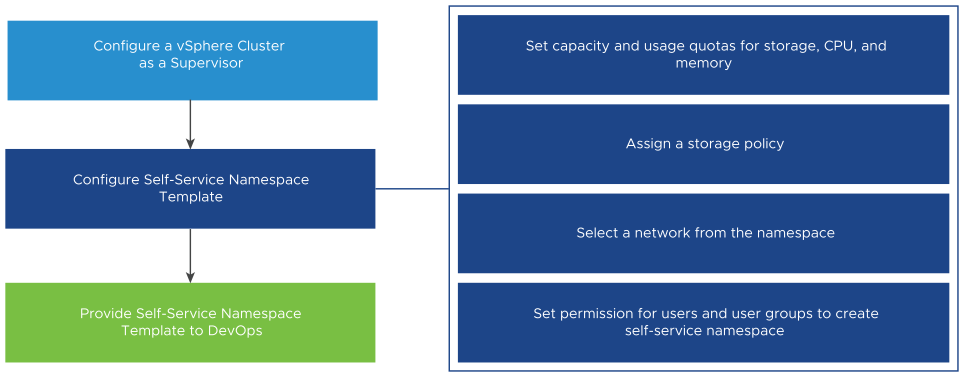 Configure a vSphere Cluster
as a Supervisor
Configure Self-Service Namespace
Template
Provide Self-Service Namespace
Template to DevOps
Set capacity and usage quotas for storage, CPU, and
memory
Assign a storage policy
Select a network from the namespace
Set permission for users and user groups to create
self-service namespace